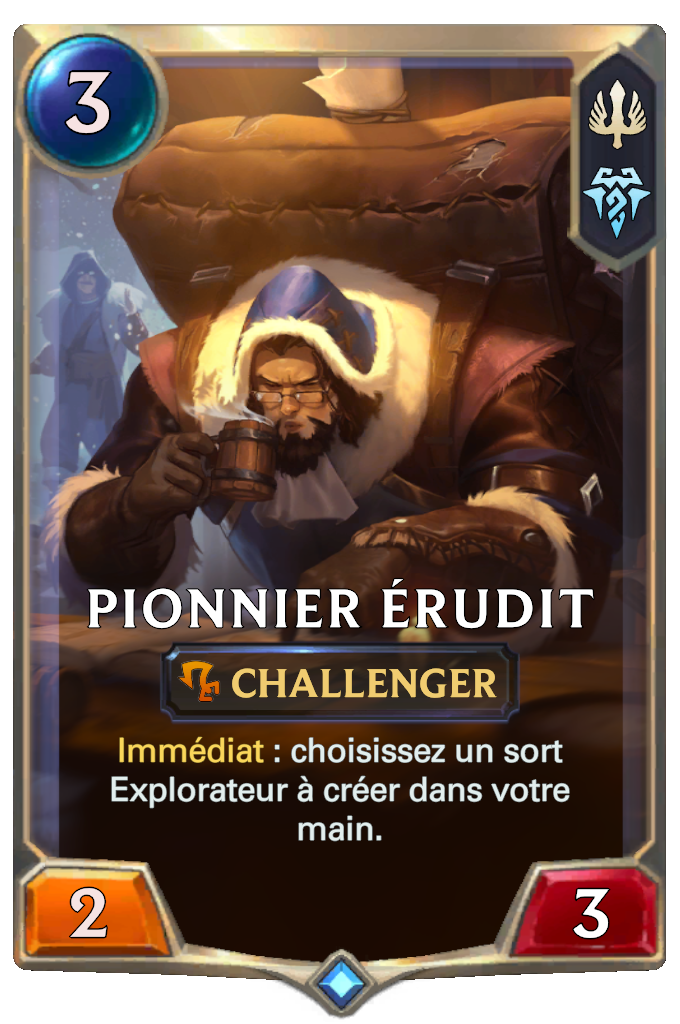 3
PIONNIER ÉRUDIT
CHALLENGER
Immédiat : choisissez un sort
Explorateur à créer dans votre
main.
2
3